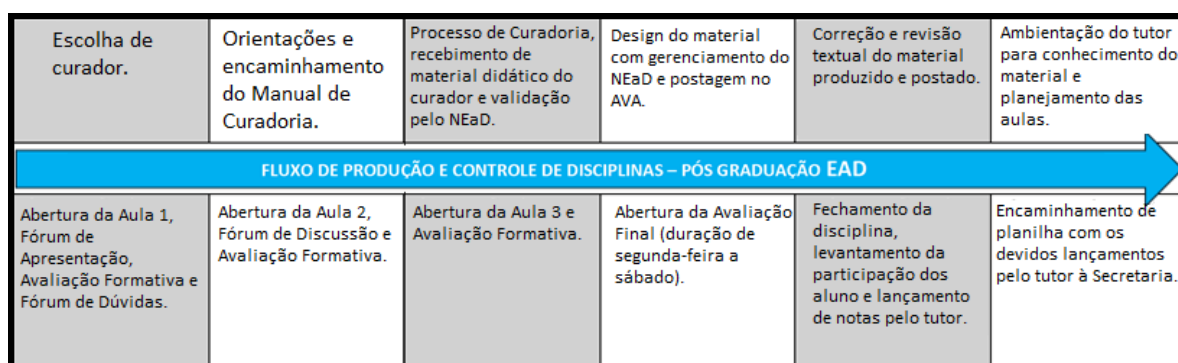 Escolha de
curador.
Orientações e
encaminhamento
do Manual de
Curadoria.
Processo de Curadoria,
recebimento de
material didático do
curador e validação
pelo NEaD.
Design do material
com gerenciamento do
NEaD e postagem no
AVA.
Correção e revisão
textual do material
produzido e postado.
Ambientação do tutor
para conhecimento do
material e
planejamento das
aulas.
FLUXO DE PRODUÇÃO E CONTROLE DE DISCIPLINAS – PÓS GRADUAÇÃO EAD
Abertura da Aula 1,
Fórum de
Apresentação,
Avaliação Formativa e
Fórum de Dúvidas.
Abertura da Aula 2,
Fórum de Discussão e
Avaliação Formativa.
Abertura da Aula 3 e
Avaliação Formativa.
Abertura da Avaliação
Final (duração de
segunda-feira a
sábado).
Fechamento da
disciplina,
levantamento da
participação dos
aluno e lançamento
de notas pelo tutor.
Encaminhamento de
planilha com os
devidos lançamentos
pelo tutor à Secretaria.